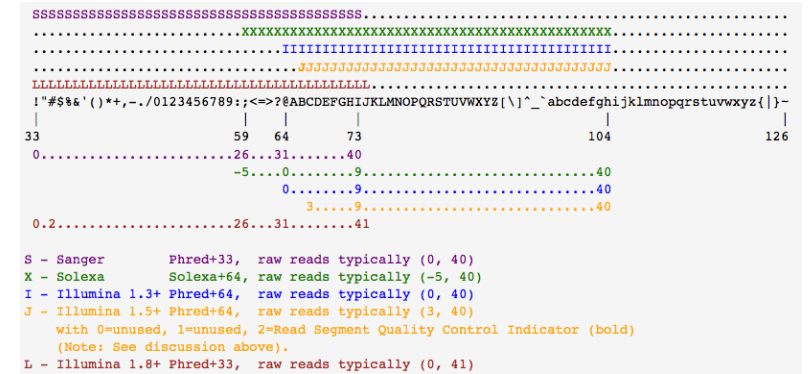 SSSSSSSSSSSSSSSSSSSSSSSSSSSSSSSSSSSSSSSSS.....................................................
..........................XXXXXXXXXXXXXXXXXXXXXXXXXXXXXXXXXXXXXXXXXXXXXX......................
...............................IIIIIIIIIIIIIIIIIIIIIIIIIIIIIIIIIIIIIIIII......................
.................................JJJJJJJJJJJJJJJJJJJJJJJJJJJJJJJJJJJJJJJ......................
LLLLLLLLLLLLLLLLLLLLLLLLLLLLLLLLLLLLLLLLLL....................................................
!"#$%&'()*+,-./0123456789:;<=>?@ABCDEFGHIJKLMNOPQRSTUVWXYZ[\]^_`abcdefghijklmnopqrstuvwxyz{|}~
| | | | | |
33 59 64 73 104 126
0........................26...31.......40
-5....0........9.............................40
0........9.............................40
3.....9.............................40
0.2......................26...31........41
S - Sanger Phred+33, raw reads typically (0, 40)
X - Solexa Solexa+64, raw reads typically (-5, 40)
I - Illumina 1.3+ Phred+64, raw reads typically (0, 40)
J - Illumina 1.5+ Phred+64, raw reads typically (3, 40)
with 0=unused, 1=unused, 2=Read Segment Quality Control Indicator (bold)
(Note: See discussion above).
L - Illumina 1.8+ Phred+33, raw reads typically (0, 41)